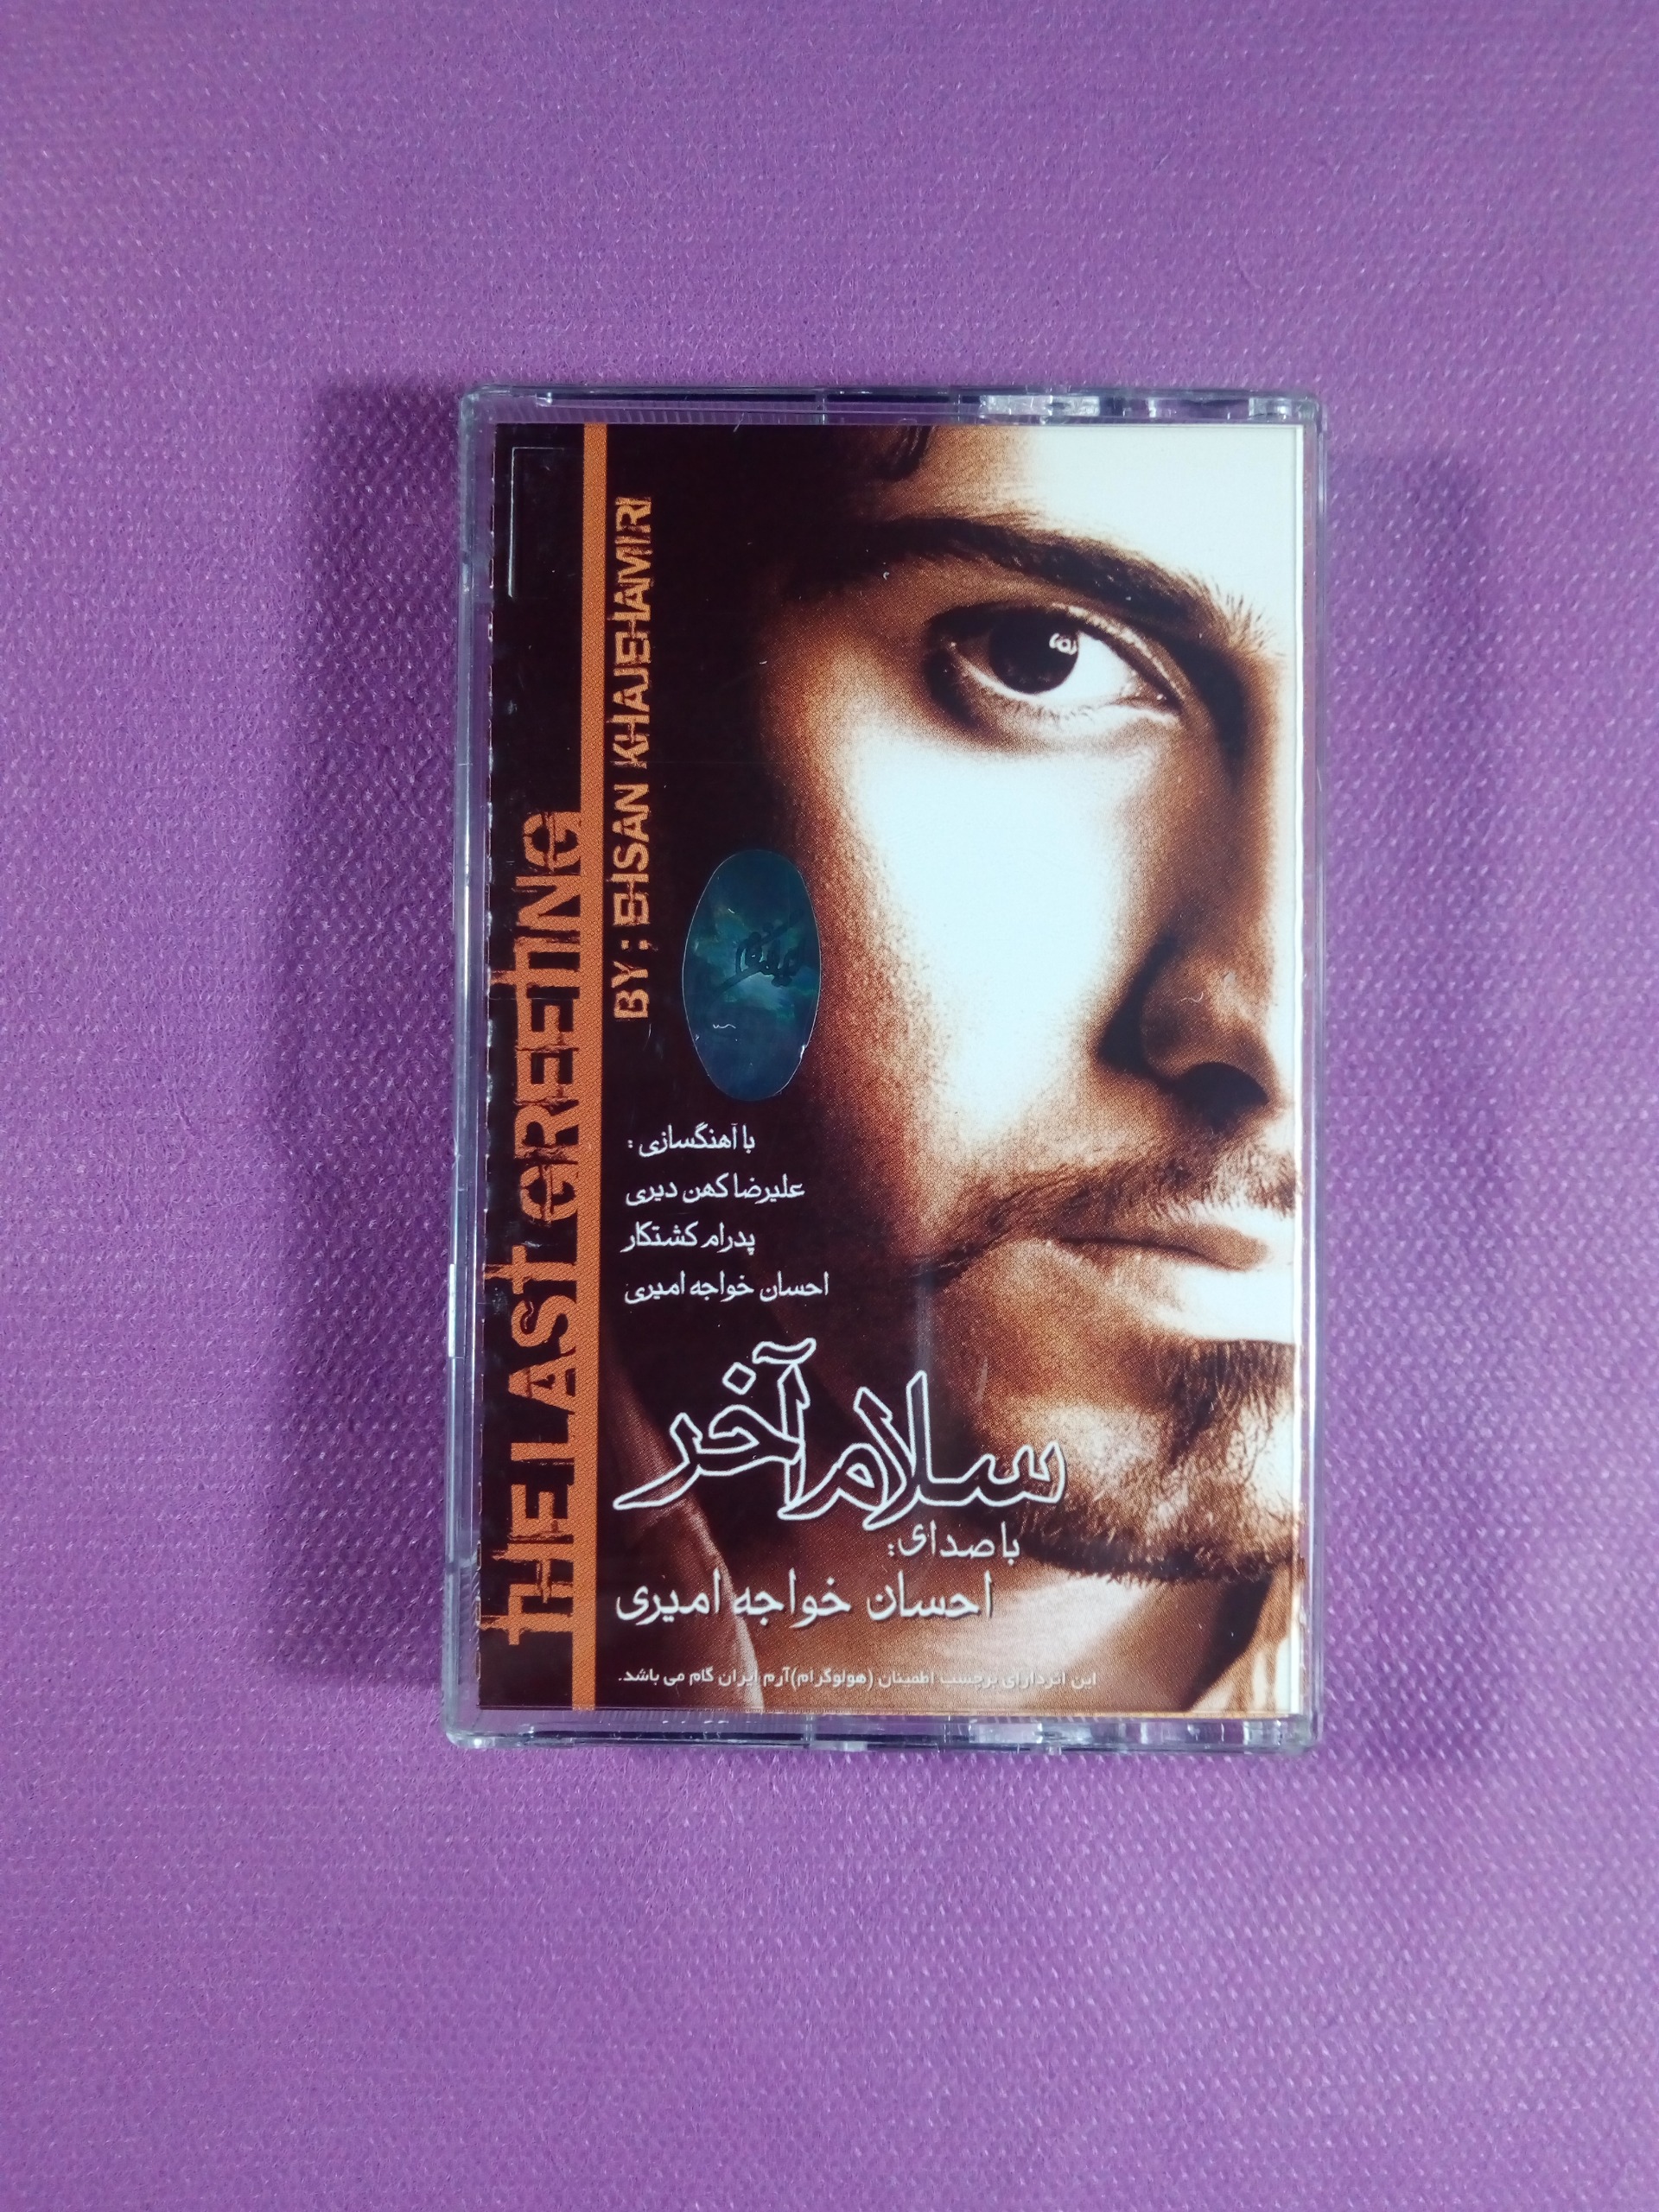 THE LAST GREETING
BY : EHSAN KHAJEHAMIRI
با آهنگسازی :
علیرضا کهن دیری
پدرام کشتکار
احسان خواجه امیری
سلام آخر
با صدای :
احسان خواجه امیری
این اثر دارای برچسب اطمینان (هولوگرام) آرم ایران گام می باشد.